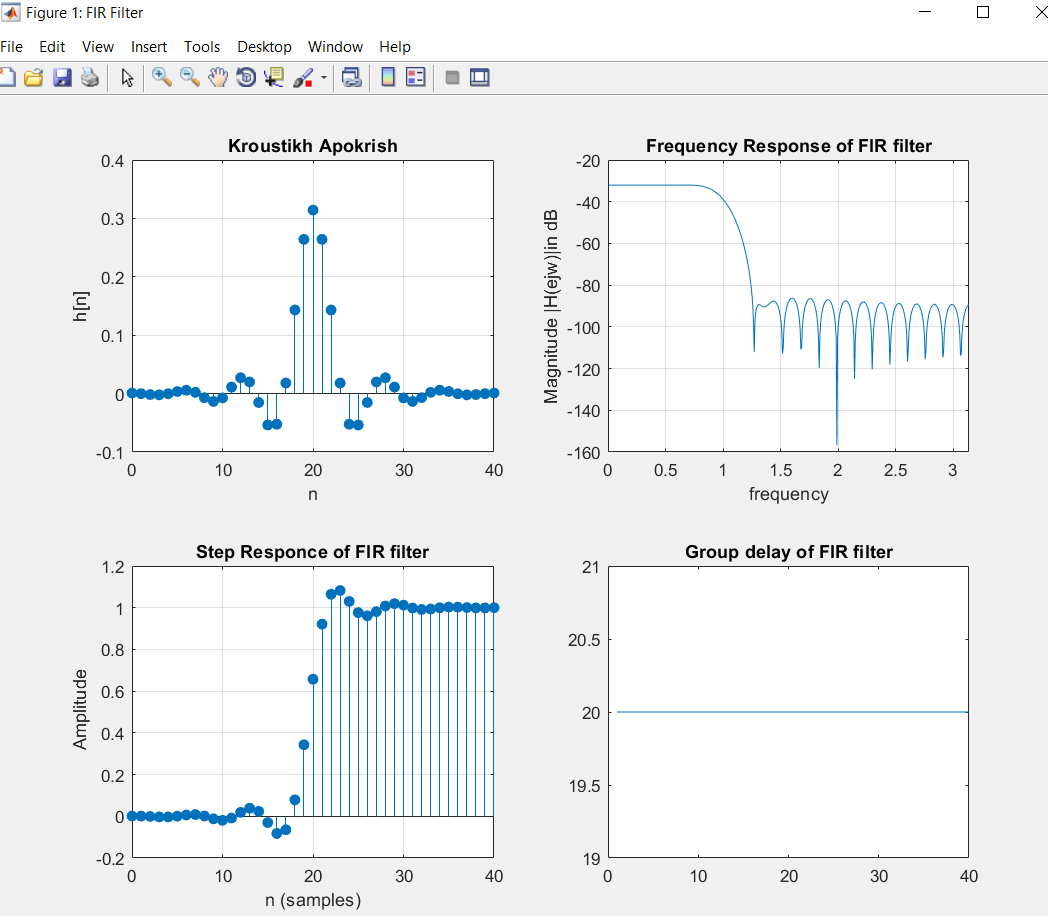 Figure 1: FIR Filter
File Edit View Insert Tools Desktop Window Help
Kroustikh Apokrish
0.4
0.3
0.2
0.1
0
-0.1
h[n]
0 10 20 30 40
n
Frequency Response of FIR filter
-20
-40
-60
-80
-100
-120
-140
-160
Magnitude |H(ejw)|in dB
0 0.5 1 1.5 2 2.5 3
frequency
Step Responce of FIR filter
1.2
1
0.8
0.6
0.4
0.2
0
-0.2
Amplitude
0 10 20 30 40
n (samples)
Group delay of FIR filter
21
20.5
20
19.5
19
0 10 20 30 40